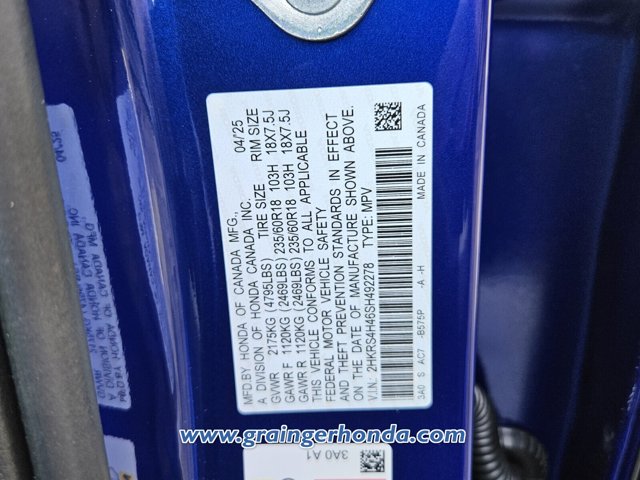 MFD BY HONDA OF CANADA MFG., 04/25
A DIVISION OF HONDA CANADA INC.
TIRE SIZE RIM SIZE
GVWR 2175KG (4795LBS)
GAWR F 1120KG (2469LBS) 235/60R18 103H 18X7.5J
GAWR R 1120KG (2469LBS) 235/60R18 103H 18X7.5J
THIS VEHICLE CONFORMS TO ALL APPLICABLE
FEDERAL MOTOR VEHICLE SAFETY
AND THEFT PREVENTION STANDARDS IN EFFECT
ON THE DATE OF MANUFACTURE SHOWN ABOVE.
V.I.N.: 2HKRS4H46SH492278 TYPE: MPV
3A0 S AC7 -B575P -A -H MADE IN CANADA
3A0 A1
www.graingerhonda.com